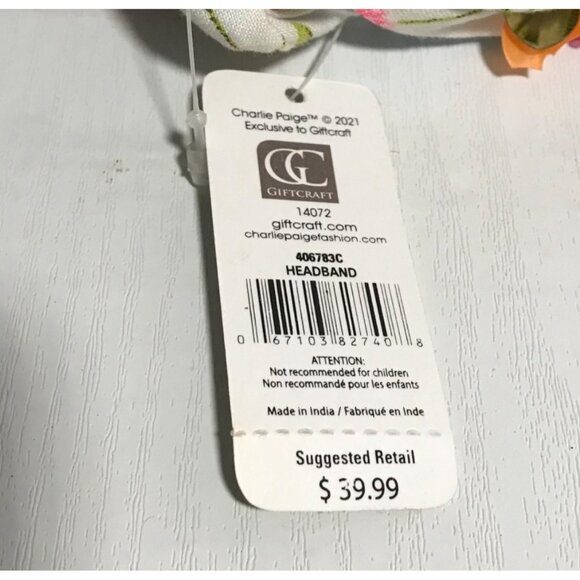 Charlie Paige™ © 2021
Exclusive to Giftcraft
GC
GIFTCRAFT
14072
giftcraft.com
charliepaigefashion.com
406783C
HEADBAND
0 67103 82740 8
ATTENTION:
Not recommended for children
Non recommandé pour les enfants
Made in India / Fabriqué en Inde
Suggested Retail
$ 39.99